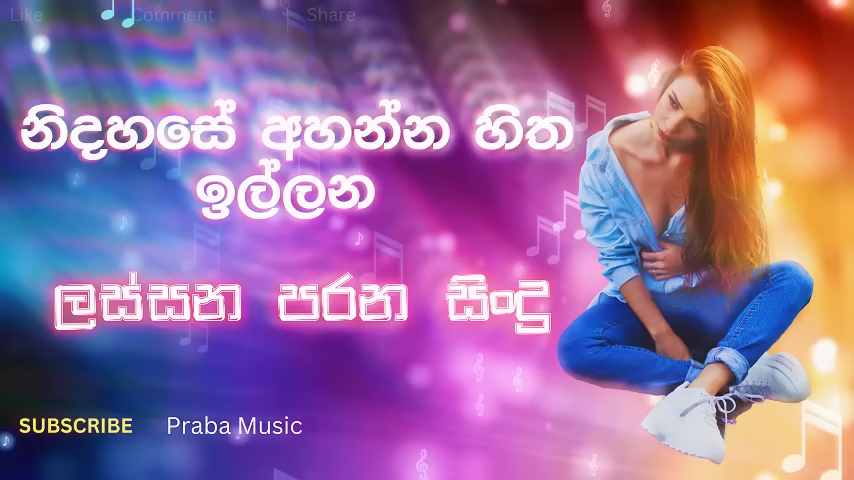 Like Comment Share
නිදහසේ අහන්න හිත
ඉල්ලන
ලස්සන පරන සිංදු
SUBSCRIBE Praba Music